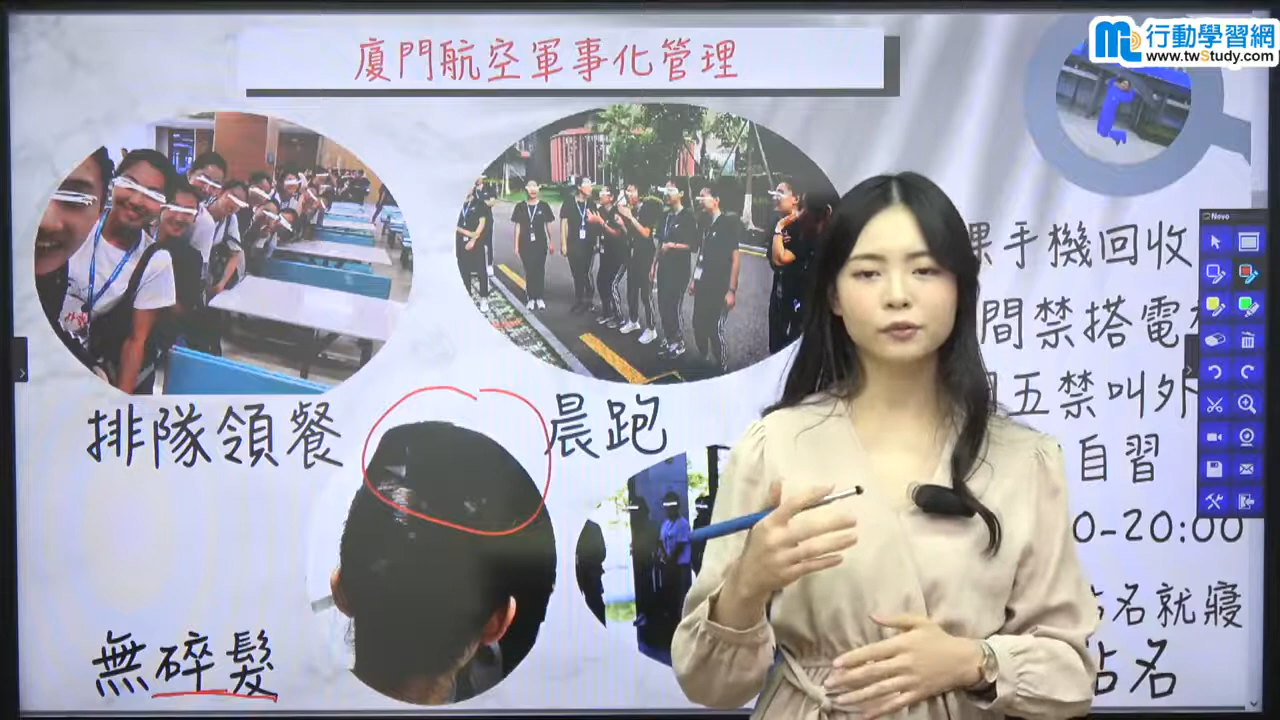 廈門航空軍事化管理
行動學習網
www.twStudy.com
Novo
手機回收
間禁搭電
五禁叫外
排隊領餐
晨跑
自習
0-20:00
名就寢
無碎髮
點名